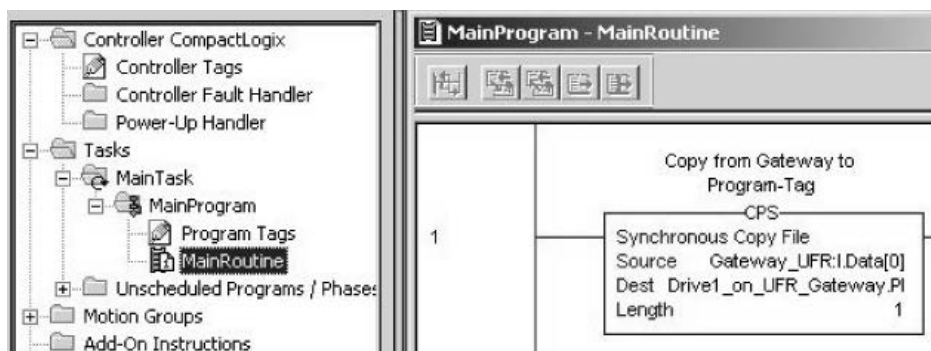 Controller CompactLogix
Controller Tags
Controller Fault Handler
Power-Up Handler
Tasks
MainTask
MainProgram
Program Tags
MainRoutine
Unscheduled Programs / Phases
Motion Groups
Add-On Instructions
MainProgram - MainRoutine
Copy from Gateway to
Program-Tag
CPS
1
Synchronous Copy File
Source Gateway_UFR:I.Data[0]
Dest Drive1_on_UFR_Gateway.PI
Length 1